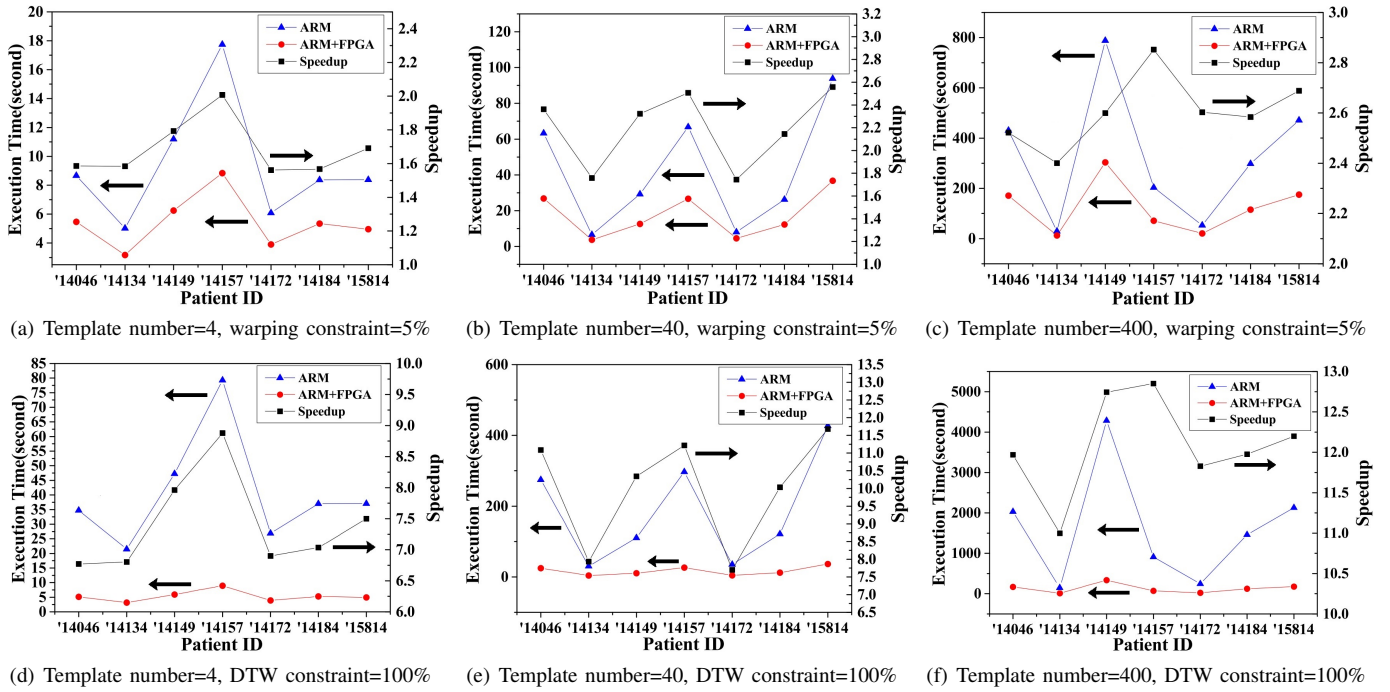 20
18
16
14
12
10
8
6
4
Execution Time(second)
2.5
2.4
2.2
2.0
1.8
1.6
1.4
1.2
1.0
Speedup
ARM
ARM+FPGA
Speedup
'14046 '14134 '14149 '14157 '14172 '14184 '15814
Patient ID
(a) Template number=4, warping constraint=5%
120
100
80
60
40
20
0
Execution Time(second)
3.2
3.0
2.8
2.6
2.4
2.2
2.0
1.8
1.6
1.4
1.2
1.0
Speedup
ARM
ARM+FPGA
Speedup
'14046 '14134 '14149 '14157 '14172 '14184 '15814
Patient ID
(b) Template number=40, warping constraint=5%
800
600
400
200
0
Execution Time(second)
3.0
2.8
2.6
2.4
2.2
2.0
Speedup
ARM
ARM+FPGA
Speedup
'14046 '14134 '14149 '14157 '14172 '14184 '15814
Patient ID
(c) Template number=400, warping constraint=5%
85
80
75
70
65
60
55
50
45
40
35
30
25
20
15
10
5
0
Execution Time(second)
10.0
9.5
9.0
8.5
8.0
7.5
7.0
6.5
6.0
Speedup
ARM
ARM+FPGA
Speedup
'14046 '14134 '14149 '14157 '14172 '14184 '15814
Patient ID
(d) Template number=4, DTW constraint=100%
600
400
200
0
Execution Time(second)
13.5
13.0
12.5
12.0
11.5
11.0
10.5
10.0
9.5
9.0
8.5
8.0
7.5
7.0
6.5
Speedup
ARM
ARM+FPGA
Speedup
'14046 '14134 '14149 '14157 '14172 '14184 '15814
Patient ID
(e) Template number=40, DTW constraint=100%
5000
4000
3000
2000
1000
0
Execution Time(second)
13.0
12.5
12.0
11.5
11.0
10.5
10.0
Speedup
ARM
ARM+FPGA
Speedup
'14046 '14134 '14149 '14157 '14172 '14184 '15814
Patient ID
(f) Template number=400, DTW constraint=100%